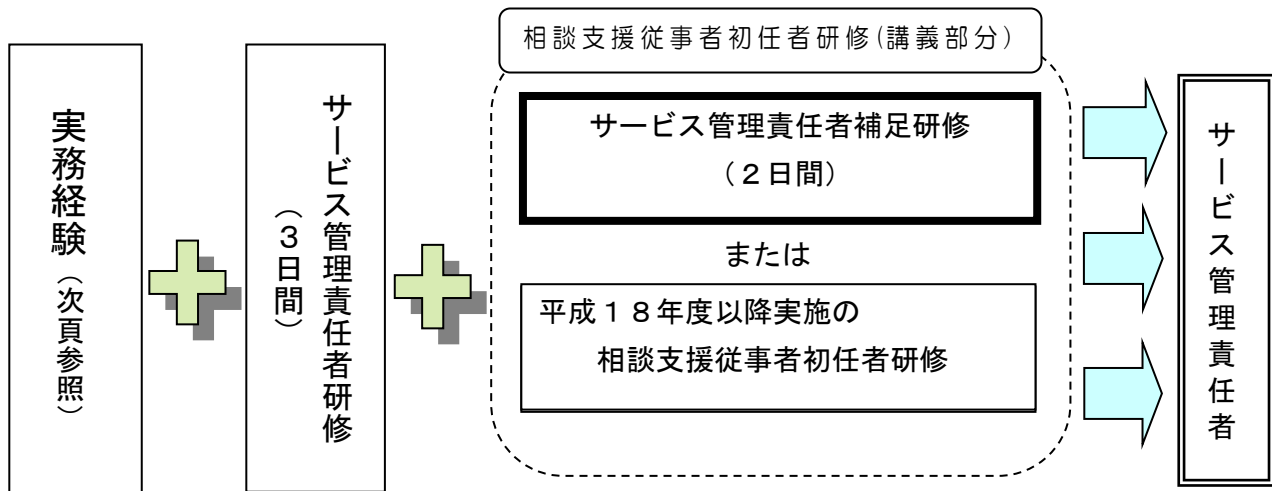 実務経験（次頁参照）
サービス管理責任者研修
（３日間）
相談支援従事者初任者研修(講義部分)
サービス管理責任者補足研修
（２日間）
または
平成１８年度以降実施の
相談支援従事者初任者研修
サービス管理責任者